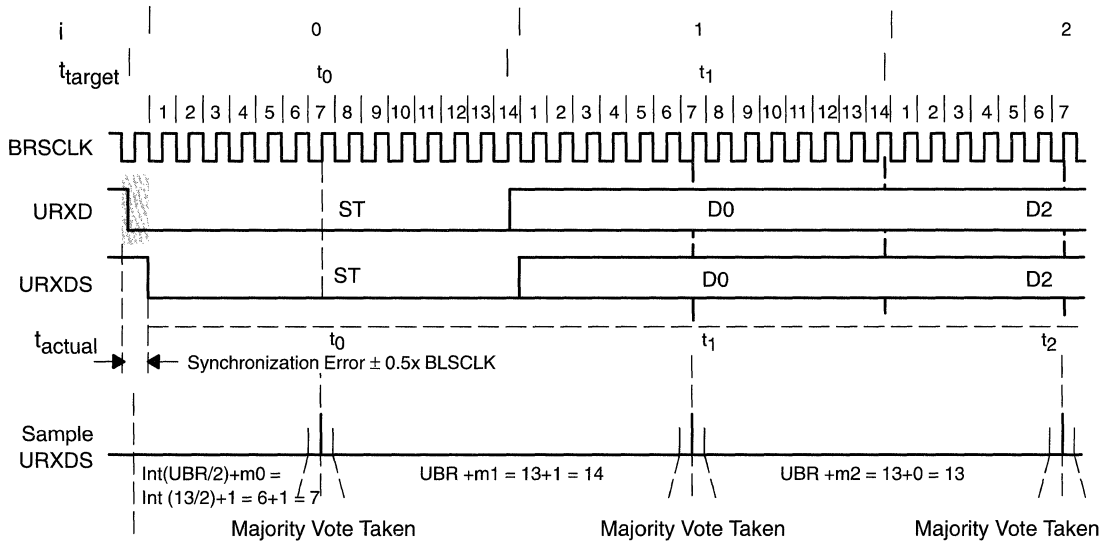 i 0 1 2
ttarget t0 t1
1 2 3 4 5 6 7 8 9 10 11 12 13 14 1 2 3 4 5 6 7 8 9 10 11 12 13 14 1 2 3 4 5 6 7
BRSCLK
URXD ST D0 D2
URXDS ST D0 D2
tactual t0 t1 t2
Synchronization Error ± 0.5x BLSCLK
Sample
URXDS
Int(UBR/2)+m0 = UBR +m1 = 13+1 = 14 UBR +m2 = 13+0 = 13
Int (13/2)+1 = 6+1 = 7
Majority Vote Taken Majority Vote Taken Majority Vote Taken